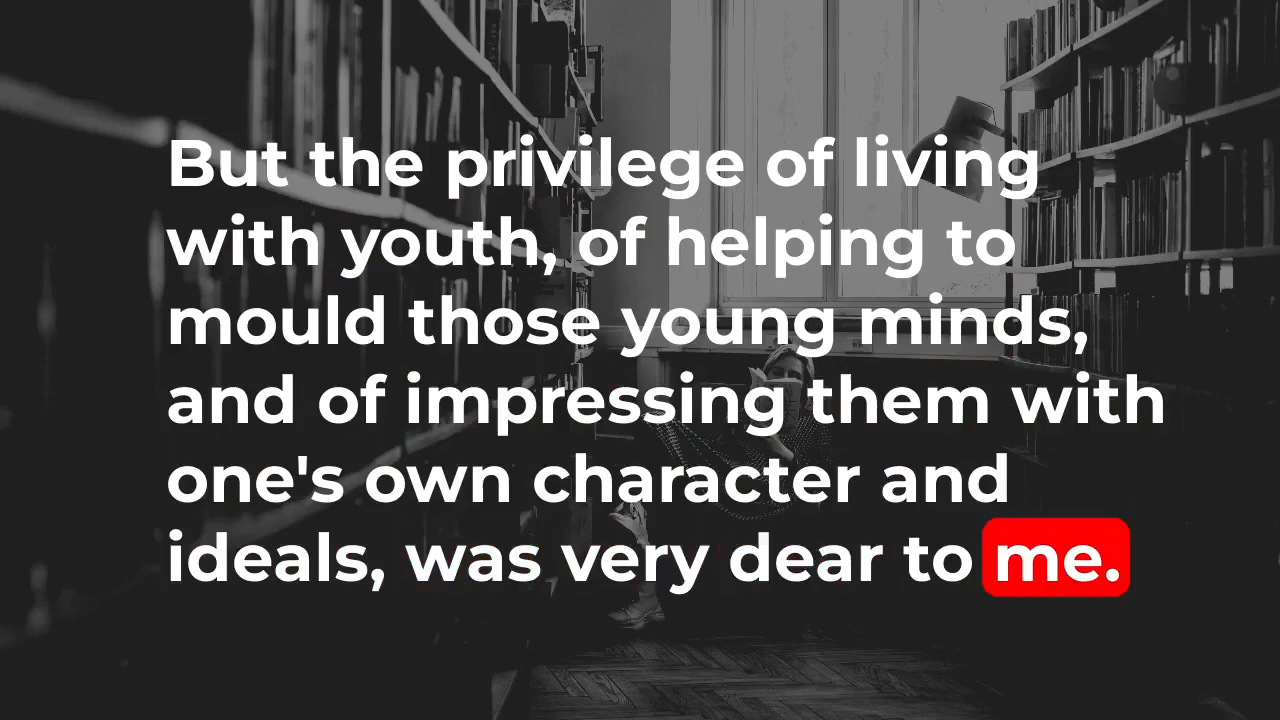 But the privilege of living
with youth, of helping to
mould those young minds,
and of impressing them with
one's own character and
ideals, was very dear to me.